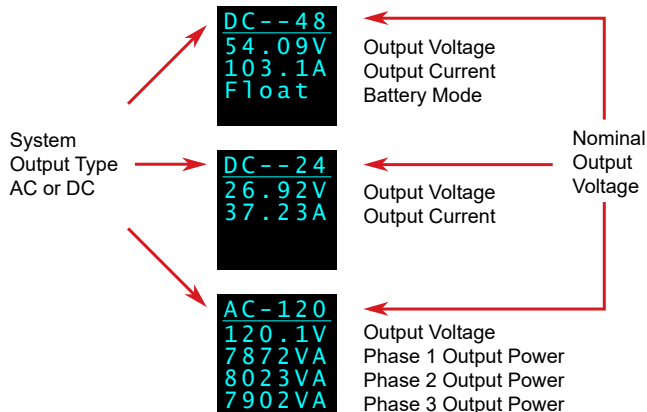 DC--48
54.09V
103.1A
Float
Output Voltage
Output Current
Battery Mode
System
Output Type
AC or DC
DC--24
26.92V
37.23A
Output Voltage
Output Current
Nominal
Output
Voltage
AC-120
120.1V
7872VA
8023VA
7902VA
Output Voltage
Phase 1 Output Power
Phase 2 Output Power
Phase 3 Output Power